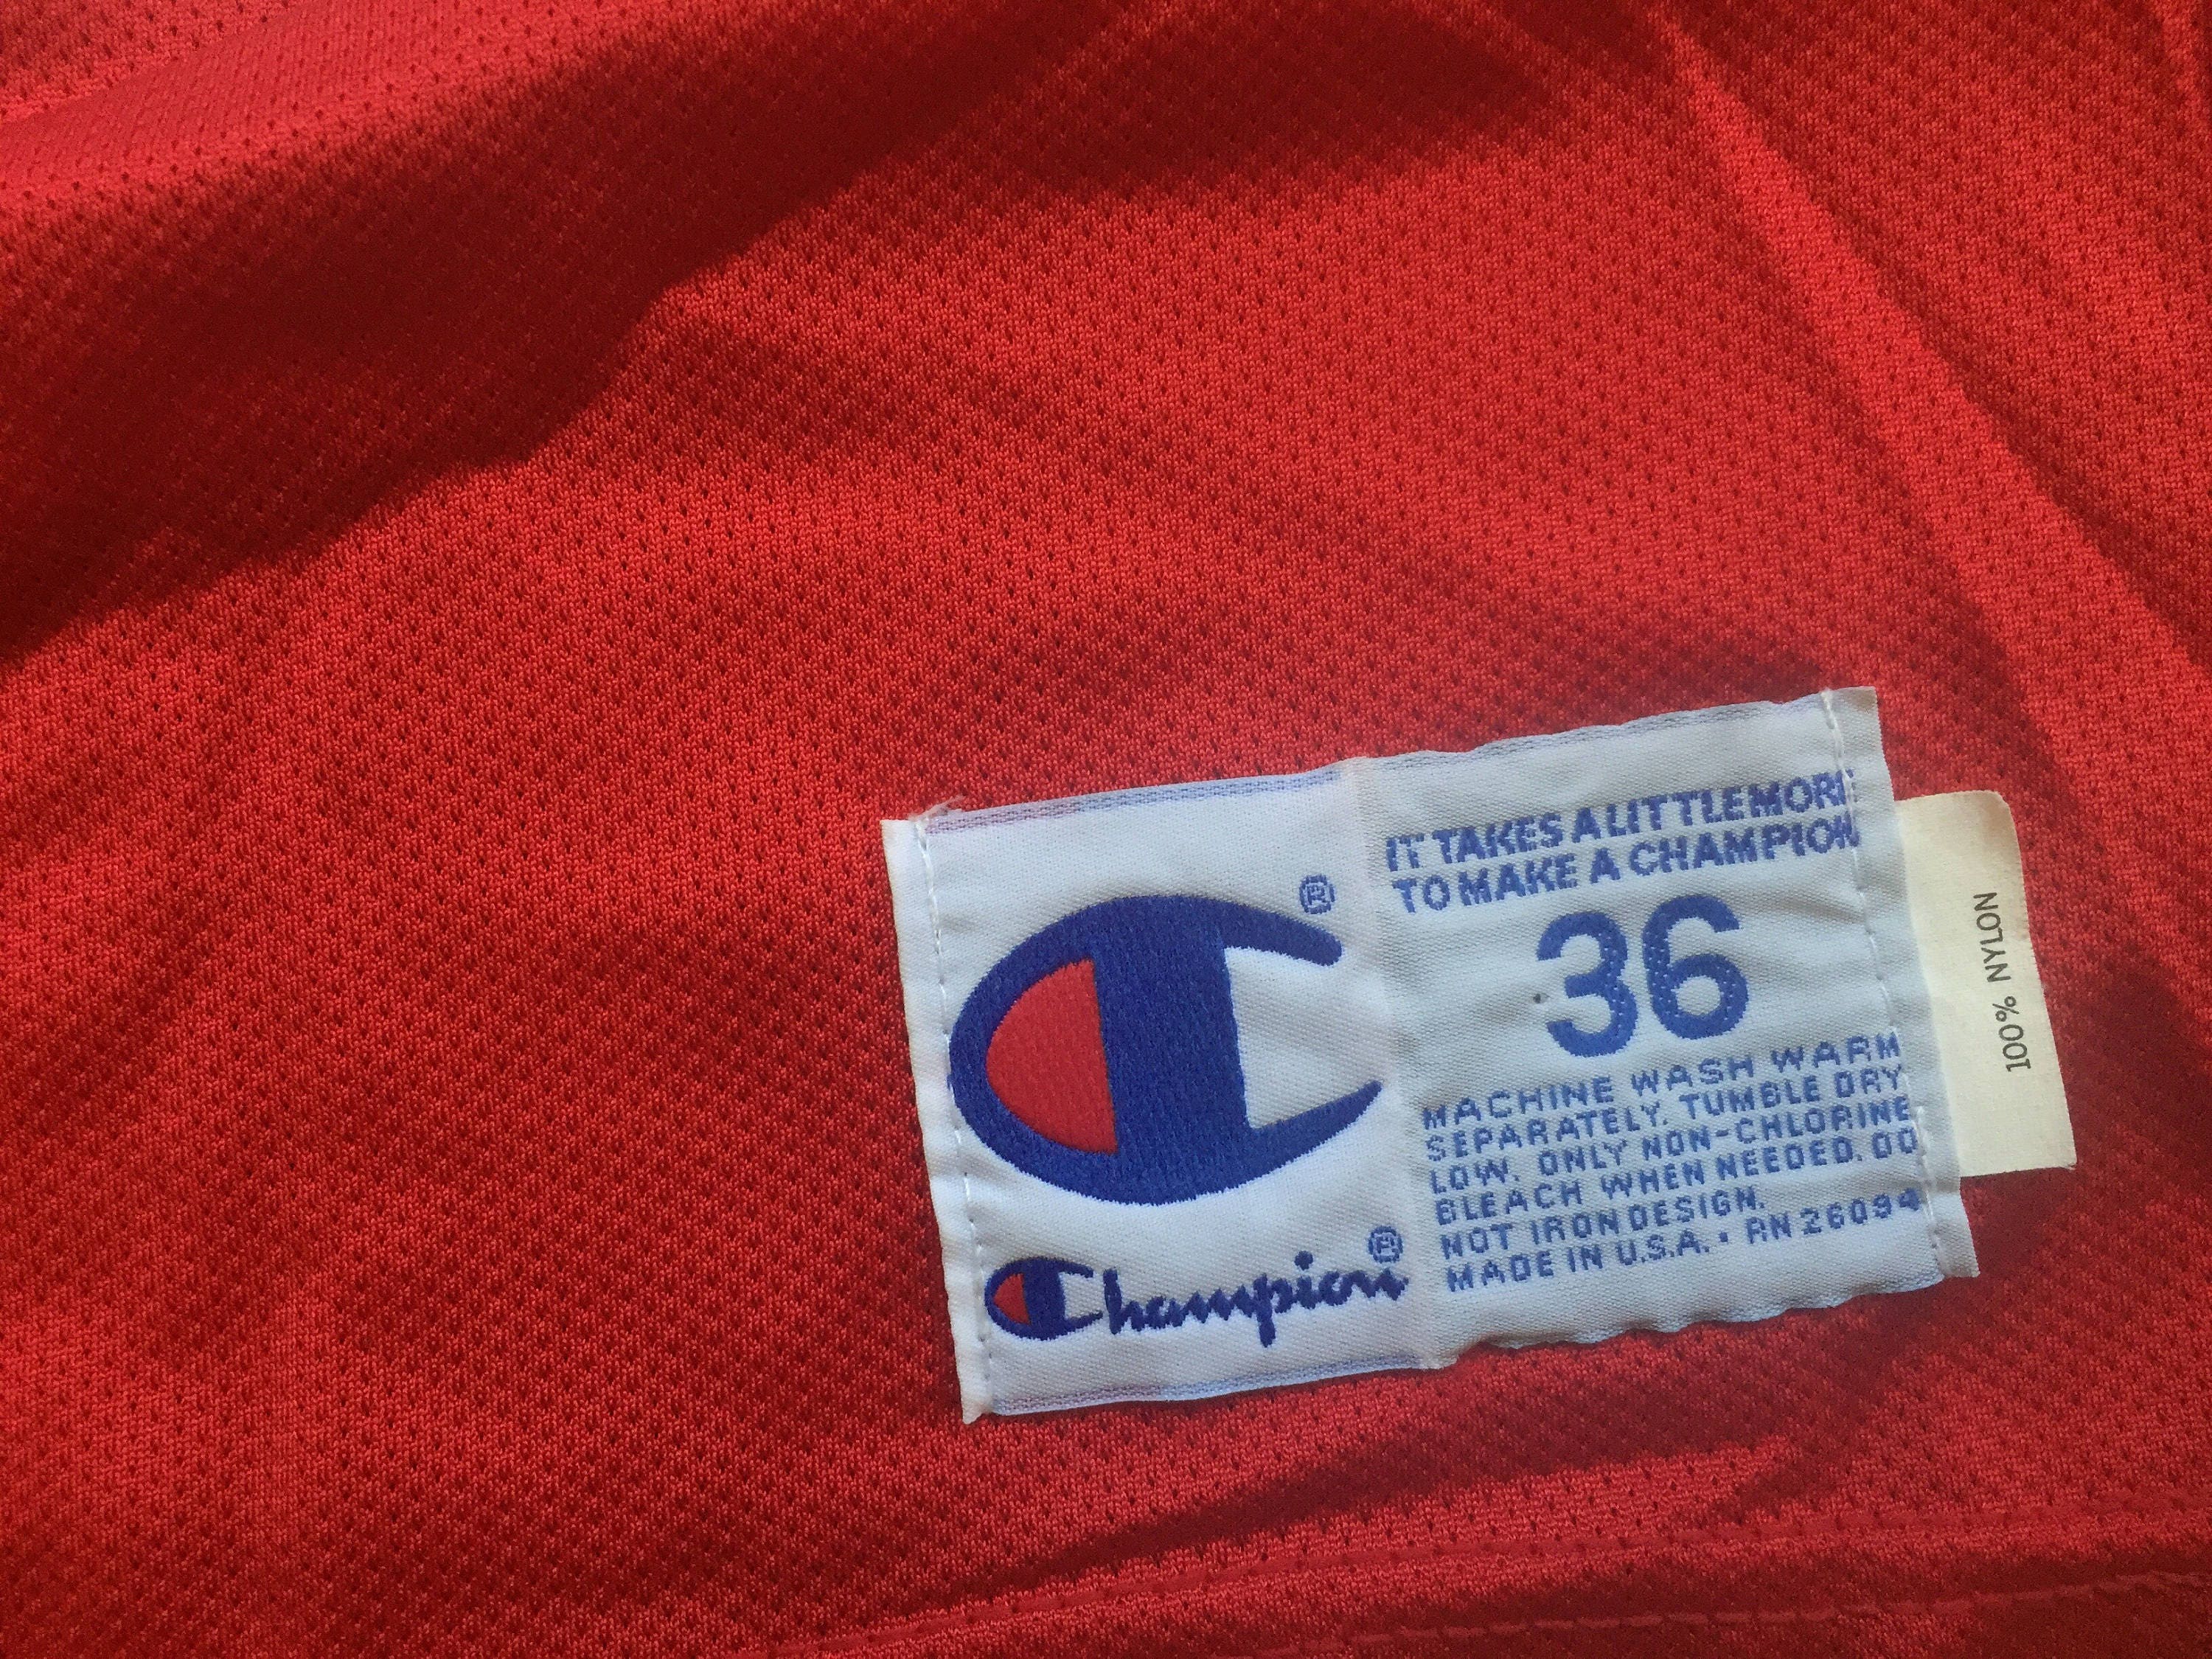 ®
Champion®
IT TAKES A LITTLE MORE
TO MAKE A CHAMPION
36
MACHINE WASH WARM
SEPARATELY. TUMBLE DRY
LOW. ONLY NON-CHLORINE
BLEACH WHEN NEEDED. DO
NOT IRON DESIGN.
MADE IN U.S.A. • RN 26094
100% NYLON